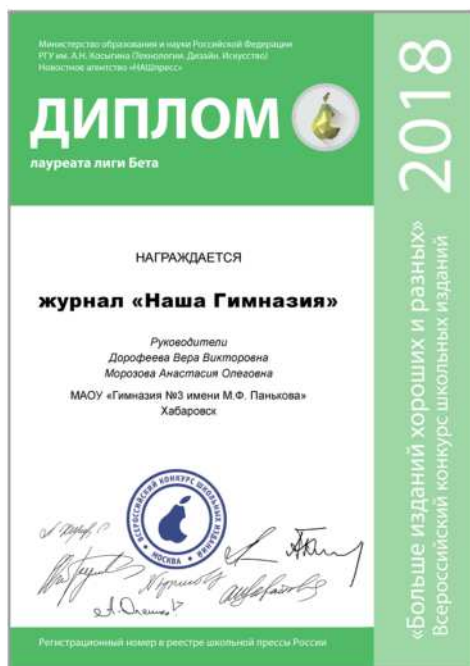 Министерство образования и науки Российской Федерации
РГУ им. А.Н. Косыгина (Технологии. Дизайн. Искусство)
Новостное агентство «НАШпресс»
ДИПЛОМ
лауреата лиги Бета
НАГРАЖДАЕТСЯ
журнал «Наша Гимназия»
Руководители
Дорофеева Вера Викторовна
Морозова Анастасия Олеговна
МАОУ «Гимназия №3 имени М.Ф. Панькова»
Хабаровск
ВСЕРОССИЙСКИЙ КОНКУРС ШКОЛЬНЫХ ИЗДАНИЙ
МОСКВА
Регистрационный номер в реестре школьной прессы России
2018
«Больше изданий хороших и разных»
Всероссийский конкурс школьных изданий